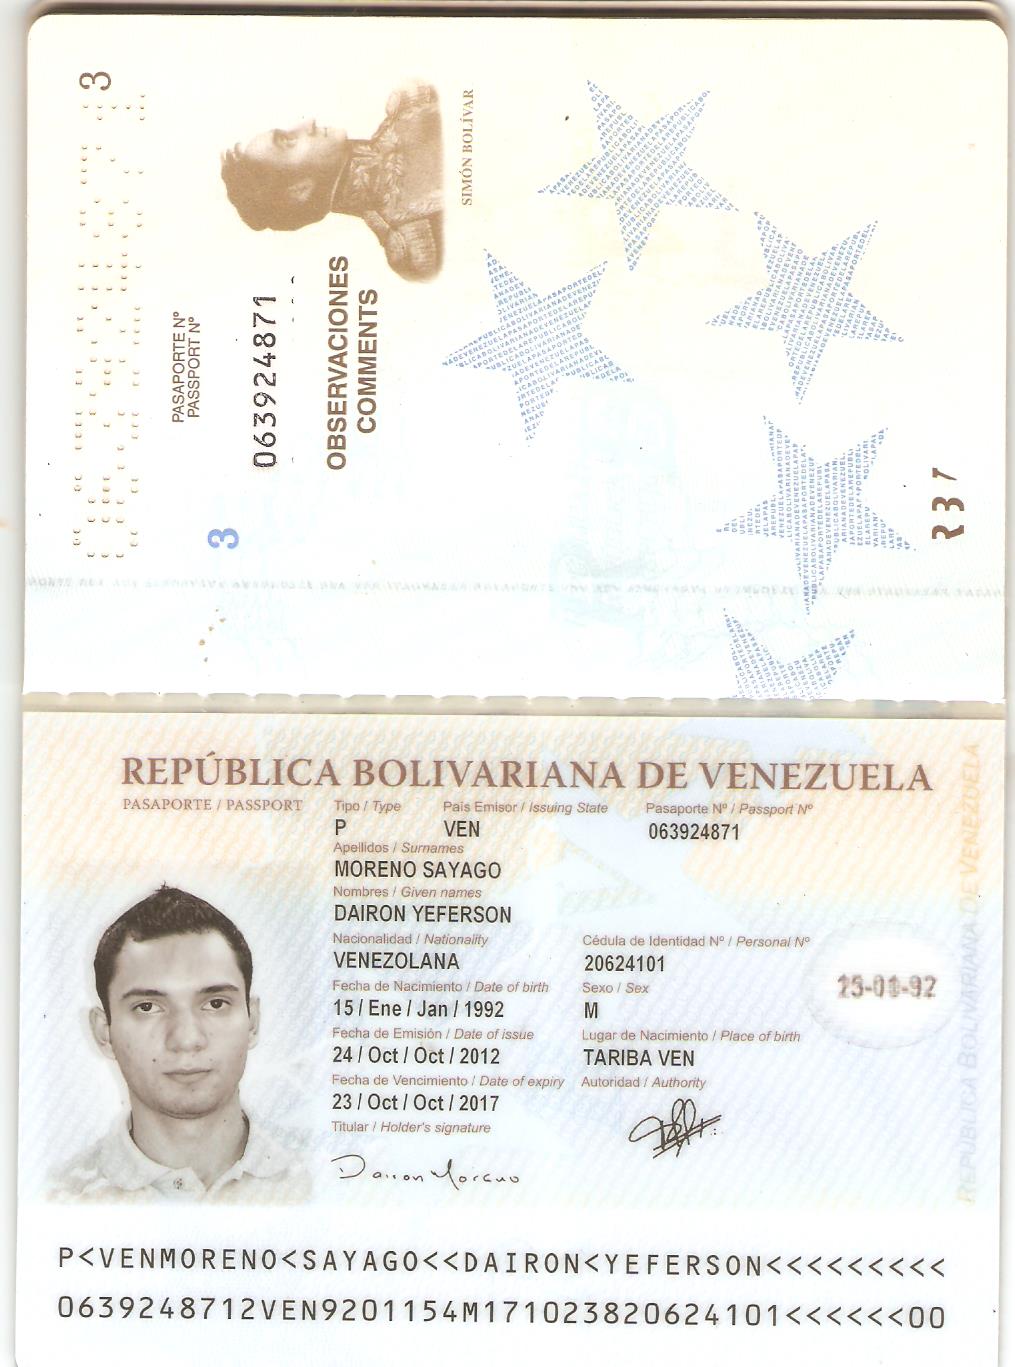 3
PASAPORTE Nº
PASSPORT Nº
063924871
OBSERVACIONES
COMMENTS
SIMÓN BOLÍVAR
3
REPÚBLICA BOLIVARIANA DE VENEZUELA
PASAPORTE / PASSPORT
Tipo / Type
País Emisor / Issuing State
Pasaporte Nº / Passport Nº
P
VEN
063924871
Apellidos / Surnames
MORENO SAYAGO
Nombres / Given names
DAIRON YEFERSON
Nacionalidad / Nationality
Cédula de Identidad Nº / Personal Nº
VENEZOLANA
20624101
Fecha de Nacimiento / Date of birth
Sexo / Sex
15 / Ene / Jan / 1992
M
Fecha de Emisión / Date of issue
Lugar de Nacimiento / Place of birth
24 / Oct / Oct / 2012
TARIBA VEN
Fecha de Vencimiento / Date of expiry
Autoridad / Authority
23 / Oct / Oct / 2017
Titular / Holder's signature
Dairon Moreno
15-01-92
REPÚBLICA BOLIVARIANA DE VENEZUELA
P<VENMORENO<SAYAGO<<DAIRON<YEFERSON<<<<<<<<<
0639248712VEN9201154M171023820624101<<<<<<00